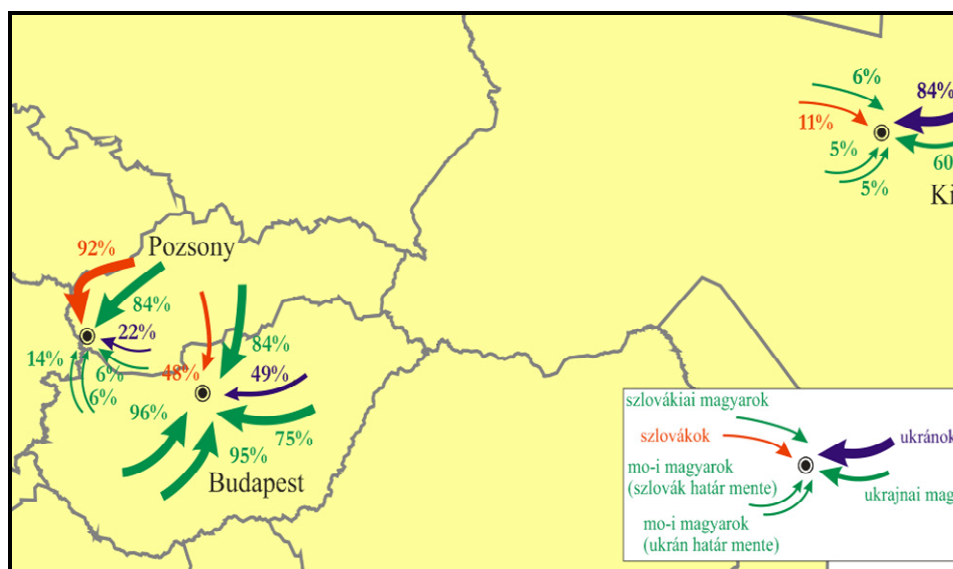 6%
84%
11%
5%
60
5%
Ki
Pozsony
92%
84%
22%
14%
6%
6%
84%
48%
49%
96%
75%
95%
Budapest
szlovákiai magyarok
szlovákok
ukránok
mo-i magyarok
(szlovák határ mente)
ukrajnai mag
mo-i magyarok
(ukrán határ mente)